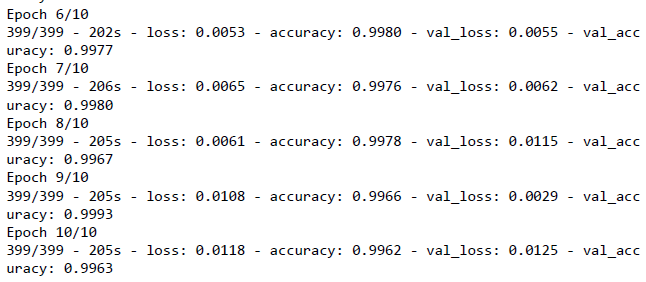 Epoch 6/10
399/399 - 202s - loss: 0.0053 - accuracy: 0.9980 - val_loss: 0.0055 - val_acc
uracy: 0.9977
Epoch 7/10
399/399 - 206s - loss: 0.0065 - accuracy: 0.9976 - val_loss: 0.0062 - val_acc
uracy: 0.9980
Epoch 8/10
399/399 - 205s - loss: 0.0061 - accuracy: 0.9978 - val_loss: 0.0115 - val_acc
uracy: 0.9967
Epoch 9/10
399/399 - 205s - loss: 0.0108 - accuracy: 0.9966 - val_loss: 0.0029 - val_acc
uracy: 0.9993
Epoch 10/10
399/399 - 205s - loss: 0.0118 - accuracy: 0.9962 - val_loss: 0.0125 - val_acc
uracy: 0.9963